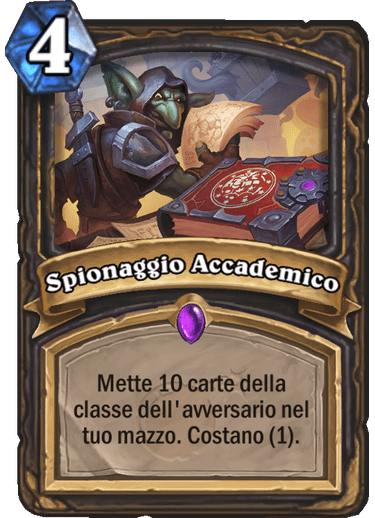 4
Spionaggio Accademico
Mette 10 carte della
classe dell'avversario nel
tuo mazzo. Costano (1).